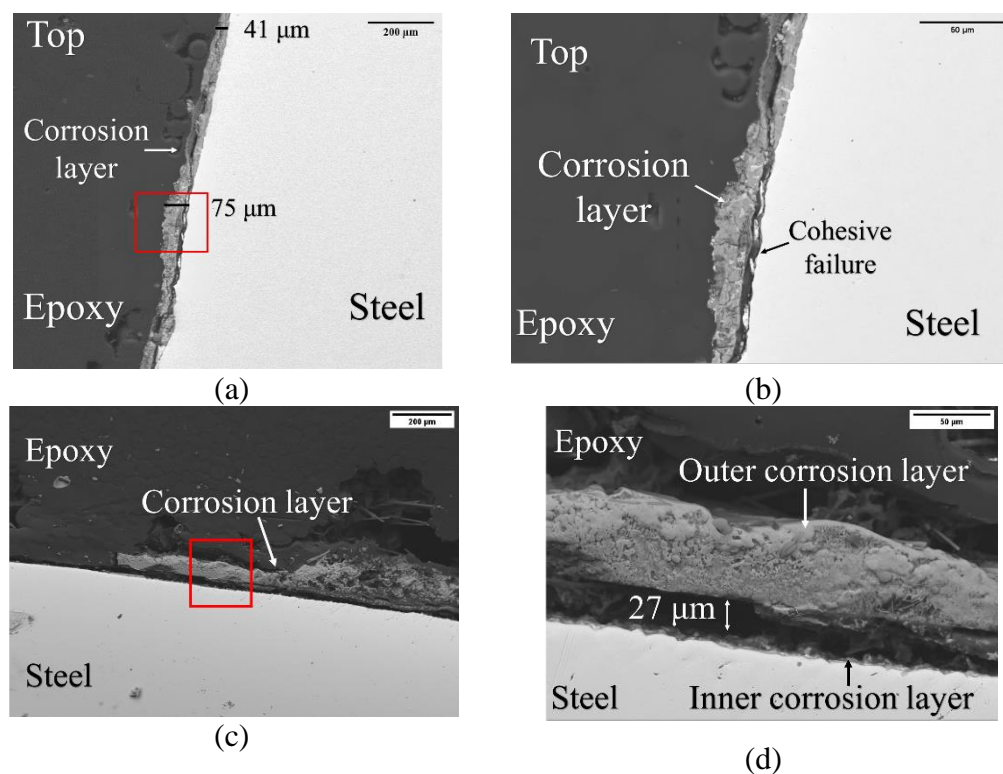 Top
41 μm
200 μm
Corrosion
layer
75 μm
Epoxy
Steel
(a)
Top
50 μm
Corrosion
layer
Cohesive
failure
Epoxy
Steel
(b)
Epoxy
200 μm
Corrosion layer
Steel
(c)
Epoxy
50 μm
Outer corrosion layer
27 μm
Steel
Inner corrosion layer
(d)